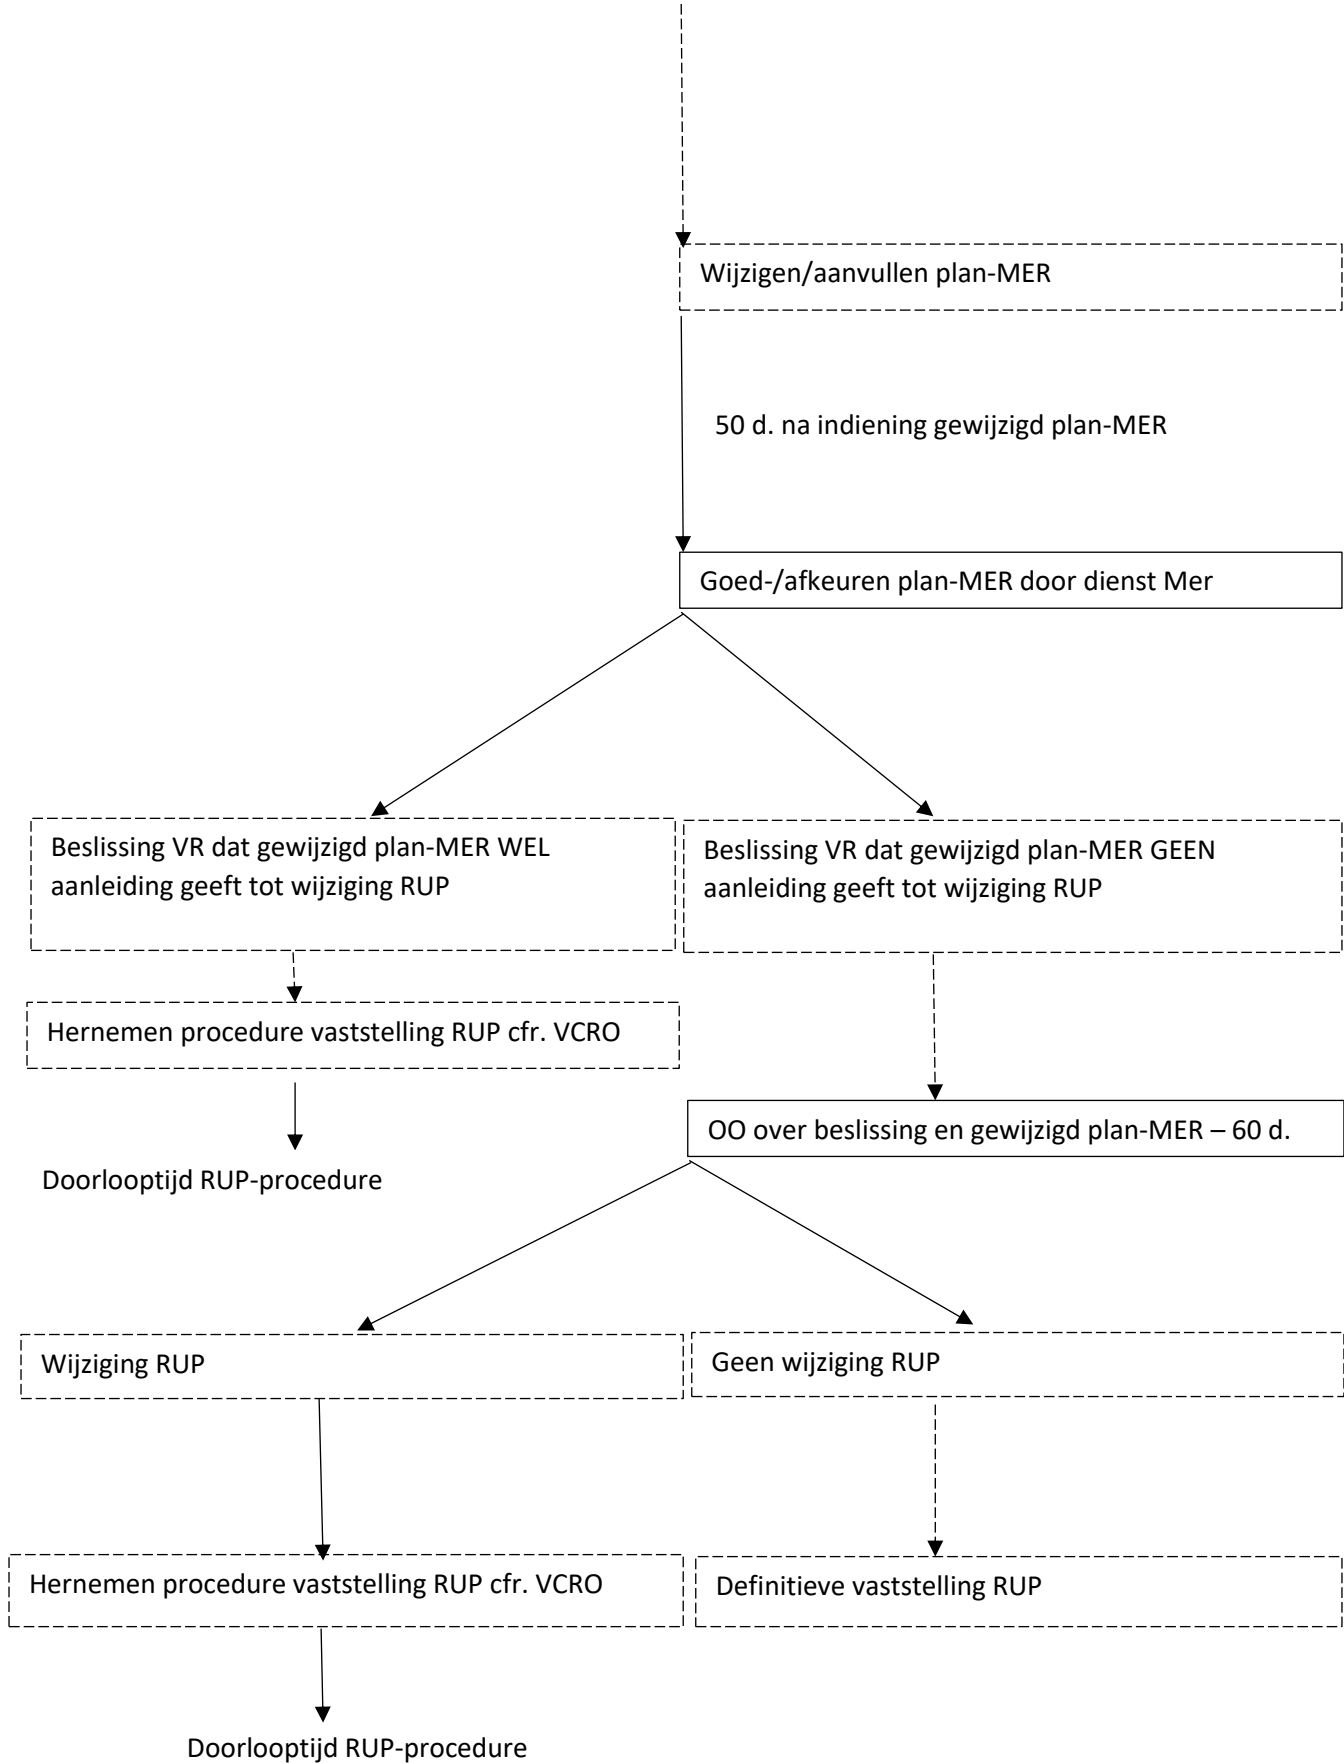 Wijzigen/aanvullen plan-MER
50 d. na indiening gewijzigd plan-MER
Goed-/afkeuren plan-MER door dienst Mer
Beslissing VR dat gewijzigd plan-MER WEL
aanleiding geeft tot wijziging RUP
Beslissing VR dat gewijzigd plan-MER GEEN
aanleiding geeft tot wijziging RUP
Hernemen procedure vaststelling RUP cfr. VCRO
OO over beslissing en gewijzigd plan-MER – 60 d.
Doorlooptijd RUP-procedure
Wijziging RUP
Geen wijziging RUP
Hernemen procedure vaststelling RUP cfr. VCRO
Definitieve vaststelling RUP
Doorlooptijd RUP-procedure